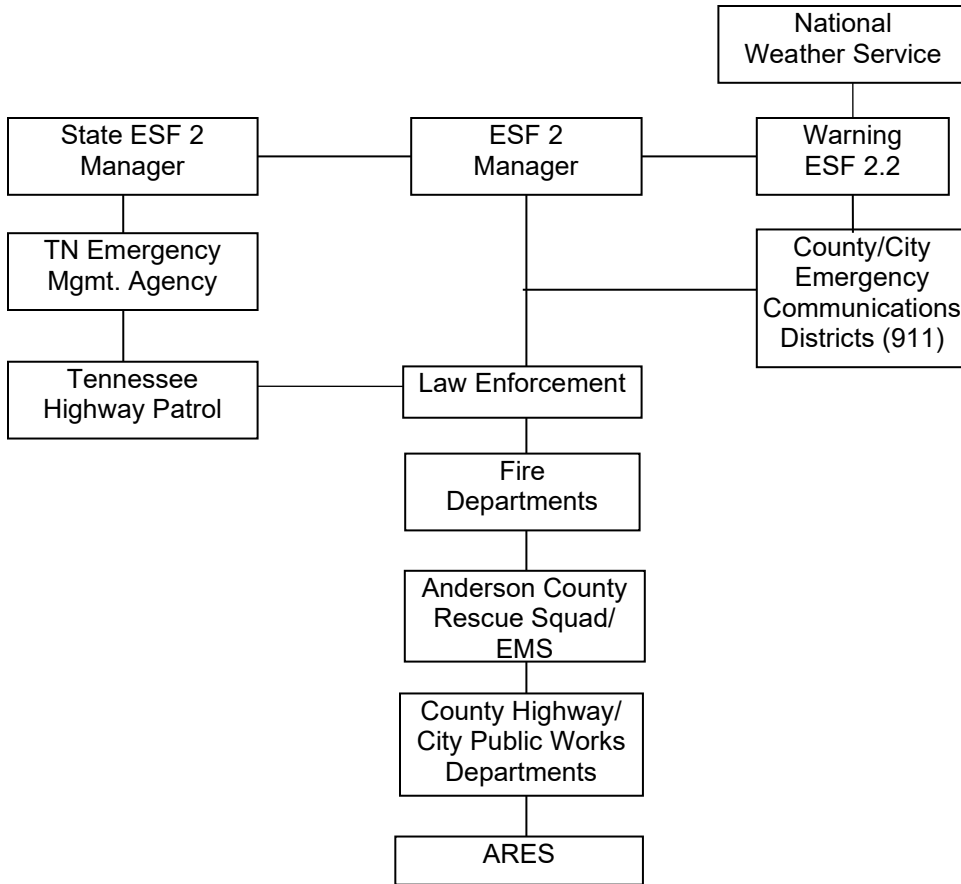 National
Weather Service
State ESF 2
Manager
ESF 2
Manager
Warning
ESF 2.2
TN Emergency
Mgmt. Agency
County/City
Emergency
Communications
Districts (911)
Tennessee
Highway Patrol
Law Enforcement
Fire
Departments
Anderson County
Rescue Squad/
EMS
County Highway/
City Public Works
Departments
ARES